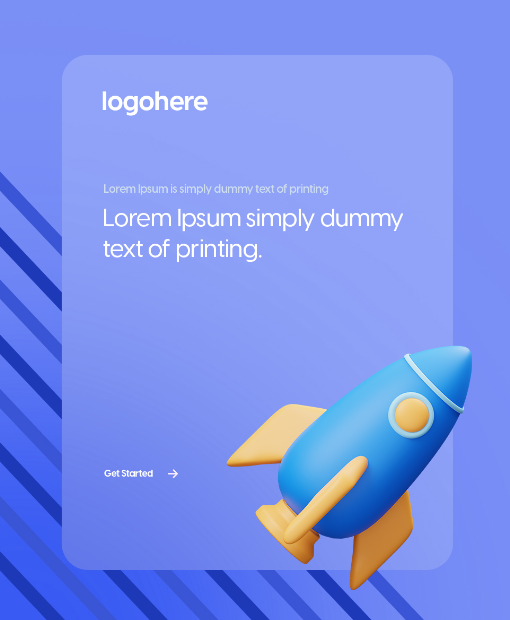 logohere
Lorem Ipsum is simply dummy text of printing
Lorem Ipsum simply dummy
text of printing.
Get Started